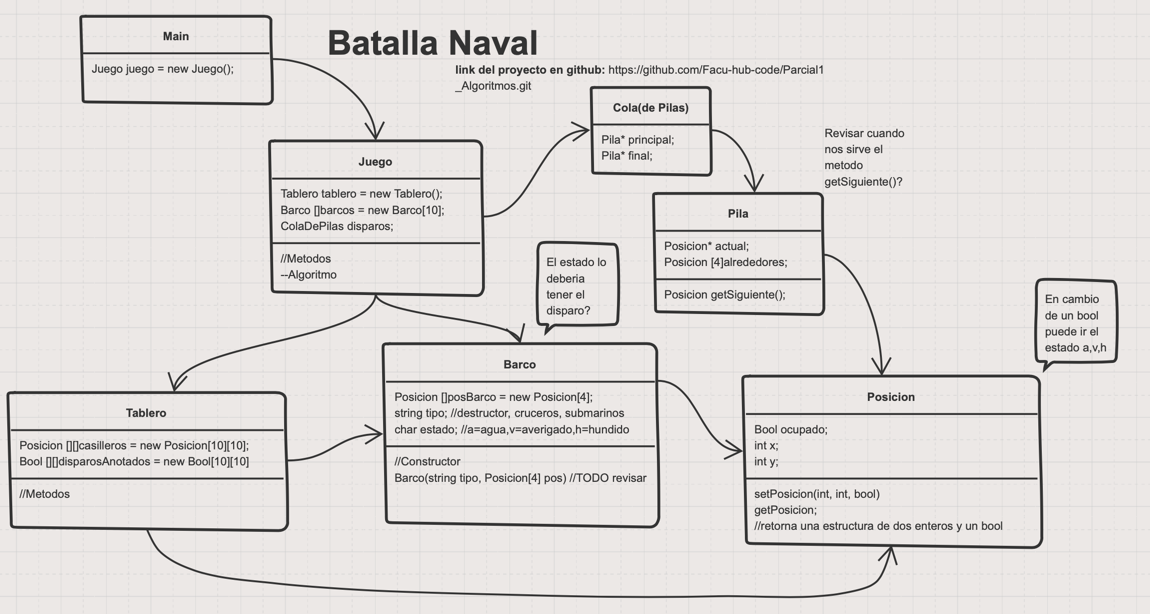 Batalla Naval
link del proyecto en github: https://github.com/Facu-hub-code/Parcial1
_Algoritmos.git
Main
Juego juego = new Juego();
Juego
Tablero tablero = new Tablero();
Barco []barcos = new Barco[10];
ColaDePilas disparos;
//Metodos
--Algoritmo
Cola(de Pilas)
Pila* principal;
Pila* final;
Revisar cuando
nos sirve el
metodo
getSiguiente()?
Pila
Posicion* actual;
Posicion [4]alrededores;
Posicion getSiguiente();
El estado lo
deberia
tener el
disparo?
En cambio
de un bool
puede ir el
estado a,v,h
Tablero
Posicion [][]casilleros = new Posicion[10][10];
Bool [][]disparosAnotados = new Bool[10][10]
//Metodos
Barco
Posicion []posBarco = new Posicion[4];
string tipo; //destructor, cruceros, submarinos
char estado; //a=agua,v=averigado,h=hundido
//Constructor
Barco(string tipo, Posicion[4] pos) //TODO revisar
Posicion
Bool ocupado;
int x;
int y;
setPosicion(int, int, bool)
getPosicion;
//retorna una estructura de dos enteros y un bool